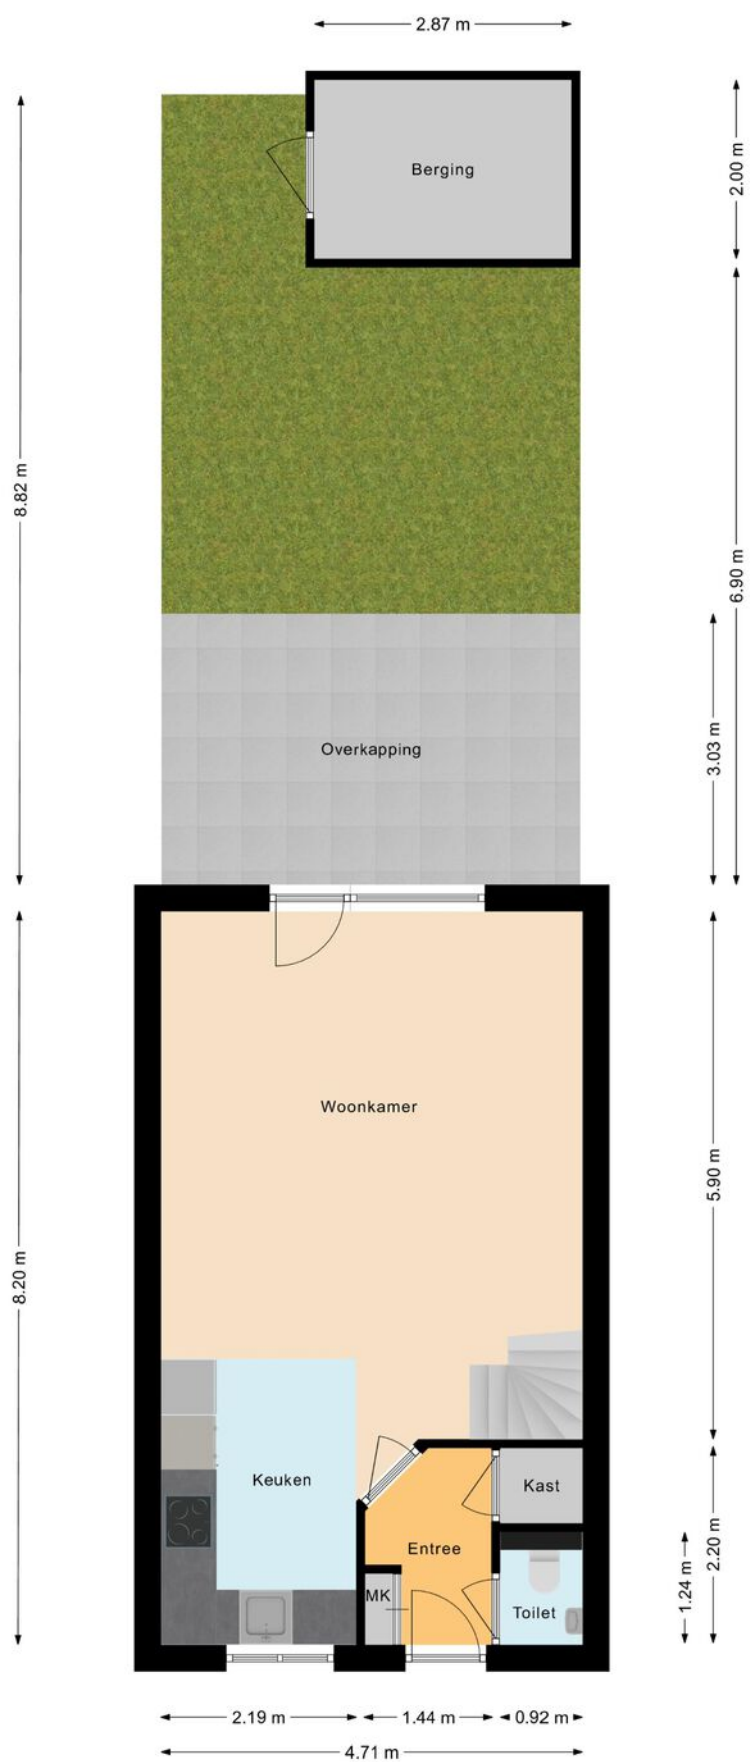 2.87 m
2.00 m
Berging
8.82 m
6.90 m
3.03 m
Overkapping
Woonkamer
5.90 m
8.20 m
Keuken
Kast
Entree
2.20 m
1.24 m
MK
Toilet
2.19 m
1.44 m
0.92 m
4.71 m